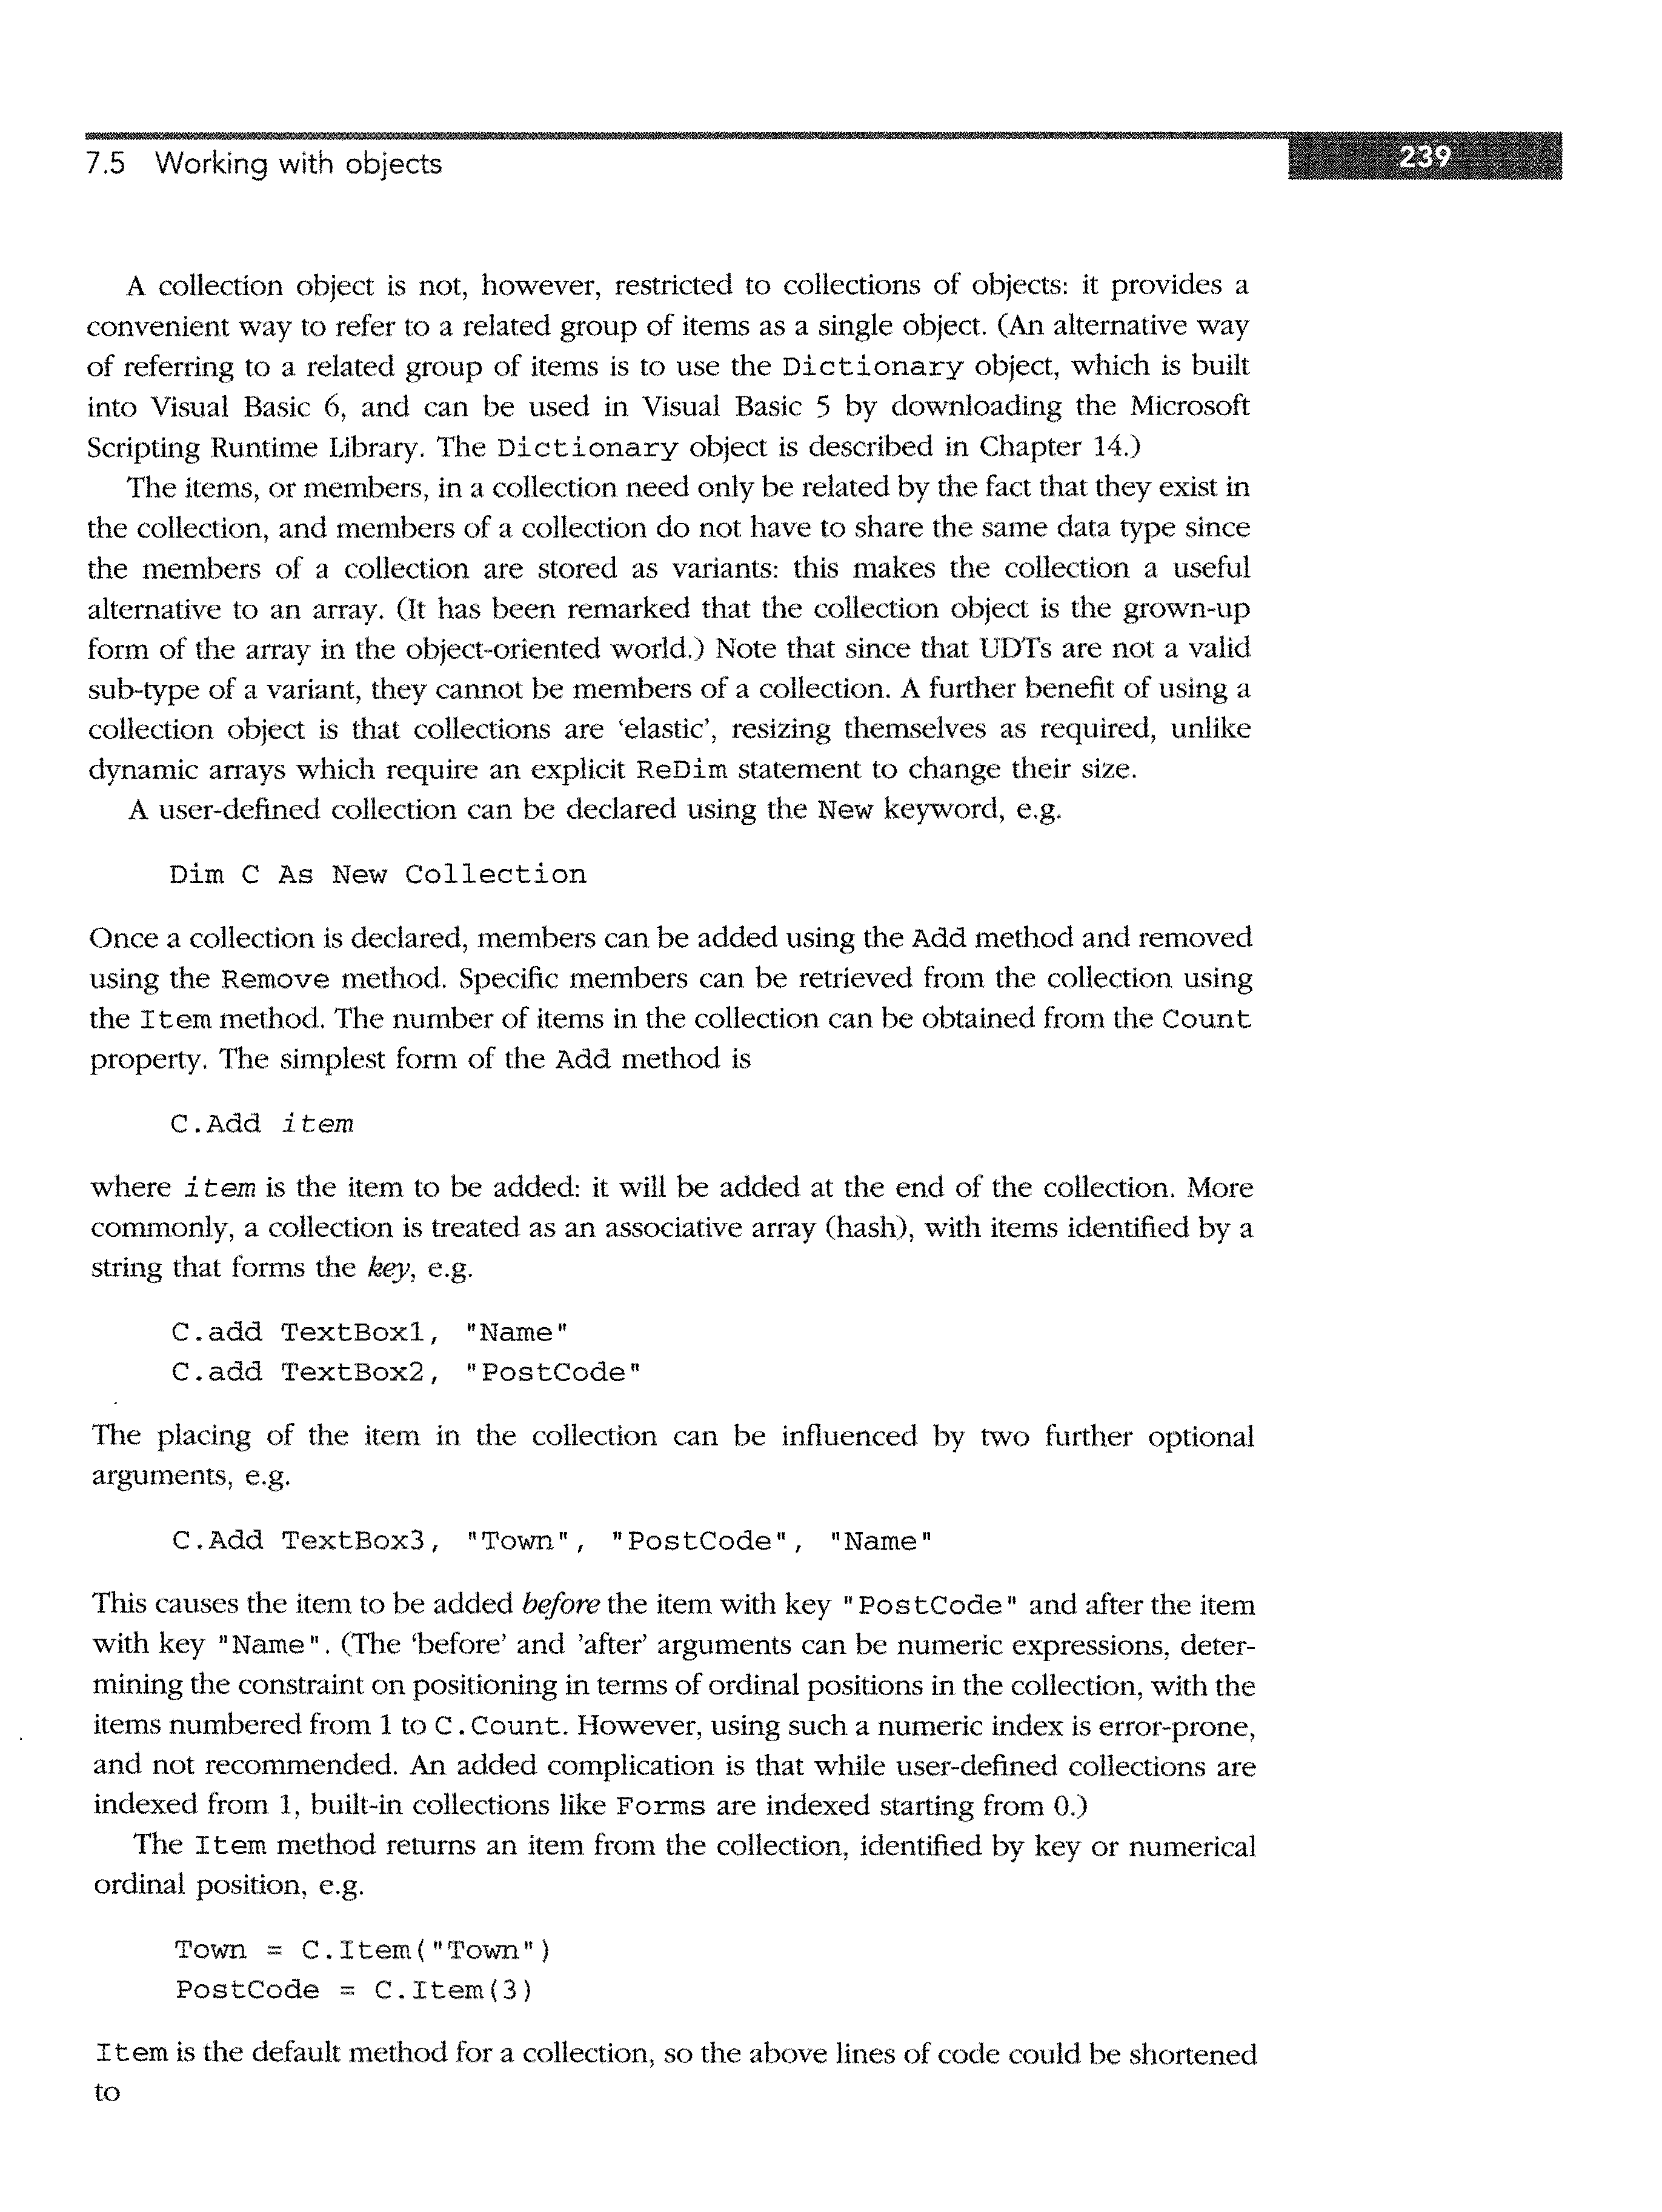 7.5 Working with objects
239
A collection object is not, however, restricted to collections of objects: it provides a
convenient way to refer to a related group of items as a single object. (An alternative way
of referring to a related group of items is to use the Dictionary object, which is built
into Visual Basic 6, and can be used in Visual Basic 5 by downloading the Microsoft
Scripting Runtime Library. The Dictionary object is described in Chapter 14.)
The items, or members, in a collection need only be related by the fact that they exist in
the collection, and members of a collection do not have to share the same data type since
the members of a collection are stored as variants: this makes the collection a useful
alternative to an array. (It has been remarked that the collection object is the grown-up
form of the array in the object-oriented world.) Note that since that UDTs are not a valid
sub-type of a variant, they cannot be members of a collection. A further benefit of using a
collection object is that collections are ‘elastic’, resizing themselves as required, unlike
dynamic arrays which require an explicit ReDim statement to change their size.
A user-defined collection can be declared using the New keyword, e.g.
Dim C As New Collection
Once a collection is declared, members can be added using the Add method and removed
using the Remove method. Specific members can be retrieved from the collection using
the Item method. The number of items in the collection can be obtained from the Count
property. The simplest form of the Add method is
C.Add item
where item is the item to be added: it will be added at the end of the collection. More
commonly, a collection is treated as an associative array (hash), with items identified by a
string that forms the key, e.g.
C.add TextBox1, "Name"
C.add TextBox2, "PostCode"
The placing of the item in the collection can be influenced by two further optional
arguments, e.g.
C.Add TextBox3, "Town", "PostCode", "Name"
This causes the item to be added before the item with key "PostCode" and after the item
with key "Name". (The ‘before’ and ’after’ arguments can be numeric expressions, deter-
mining the constraint on positioning in terms of ordinal positions in the collection, with the
items numbered from 1 to C.Count. However, using such a numeric index is error-prone,
and not recommended. An added complication is that while user-defined collections are
indexed from 1, built-in collections like Forms are indexed starting from 0.)
The Item method returns an item from the collection, identified by key or numerical
ordinal position, e.g.
Town = C.Item("Town")
PostCode = C.Item(3)
Item is the default method for a collection, so the above lines of code could be shortened
to